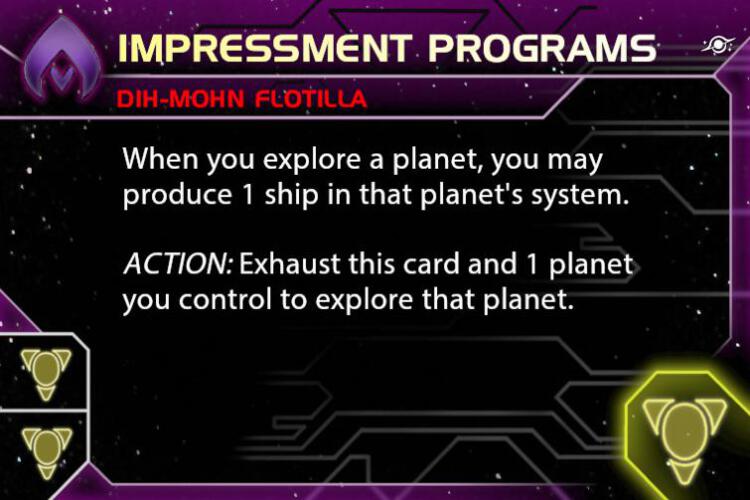 IMPRESSMENT PROGRAMS
DIH-MOHN FLOTILLA
When you explore a planet, you may
produce 1 ship in that planet's system.
ACTION: Exhaust this card and 1 planet
you control to explore that planet.